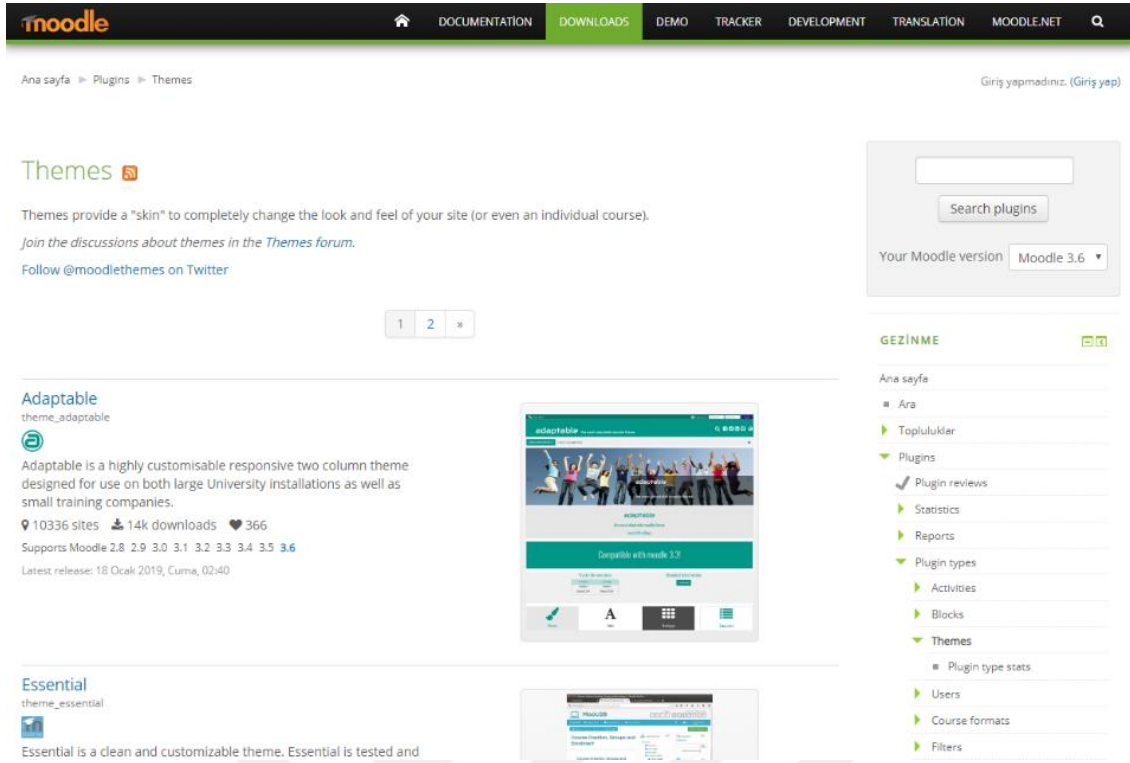 moodle
DOCUMENTATİON DOWNLOADS DEMO TRACKER DEVELOPMENT TRANSLATİON MOODLE.NET
Ana sayfa Plugins Themes
Giriş yapmadınız. (Giriş yap)
Themes
Themes provide a "skin" to completely change the look and feel of your site (or even an individual course).
Join the discussions about themes in the Themes forum.
Follow @moodlethemes on Twitter
1 2 »
Adaptable
theme_adaptable
Adaptable is a highly customisable responsive two column theme
designed for use on both large University installations as well as
small training companies.
10336 sites 14k downloads 366
Supports Moodle 2.8 2.9 3.0 3.1 3.2 3.3 3.4 3.5 3.6
Latest release: 18 Ocak 2019, Cuma, 02:40
adaptable
adaptable
adaptable
Compatible with moodle 3.3!
A
Essential
theme_essential
Essential is a clean and customizable theme. Essential is tested and
Search plugins
Your Moodle version Moodle 3.6
GEZİNME
Ana sayfa
Ara
Topluluklar
Plugins
Plugin reviews
Statistics
Reports
Plugin types
Activities
Blocks
Themes
Plugin type stats
Users
Course formats
Filters